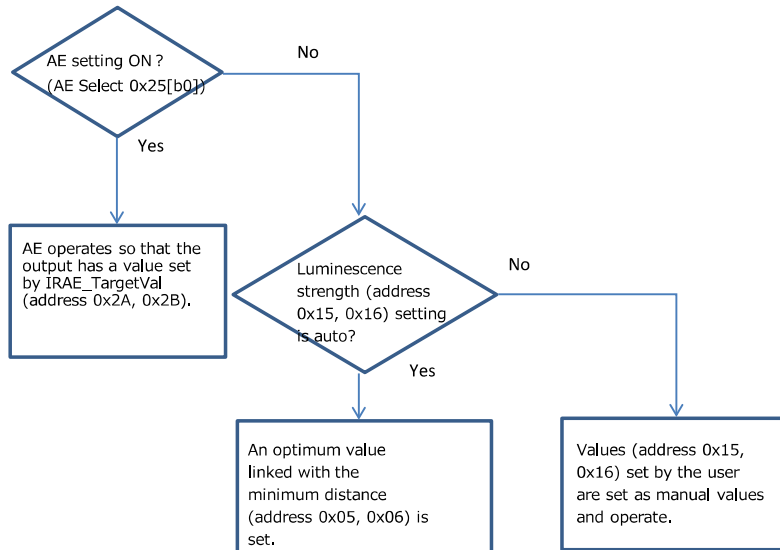 AE setting ON ?
(AE Select 0x25[b0])
No
Yes
AE operates so that the
output has a value set
by IRAE_TargetVal
(address 0x2A, 0x2B).
Luminescence
strength (address
0x15, 0x16) setting
is auto?
No
Yes
An optimum value
linked with the
minimum distance
(address 0x05, 0x06) is
set.
Values (address 0x15,
0x16) set by the user
are set as manual values
and operate.